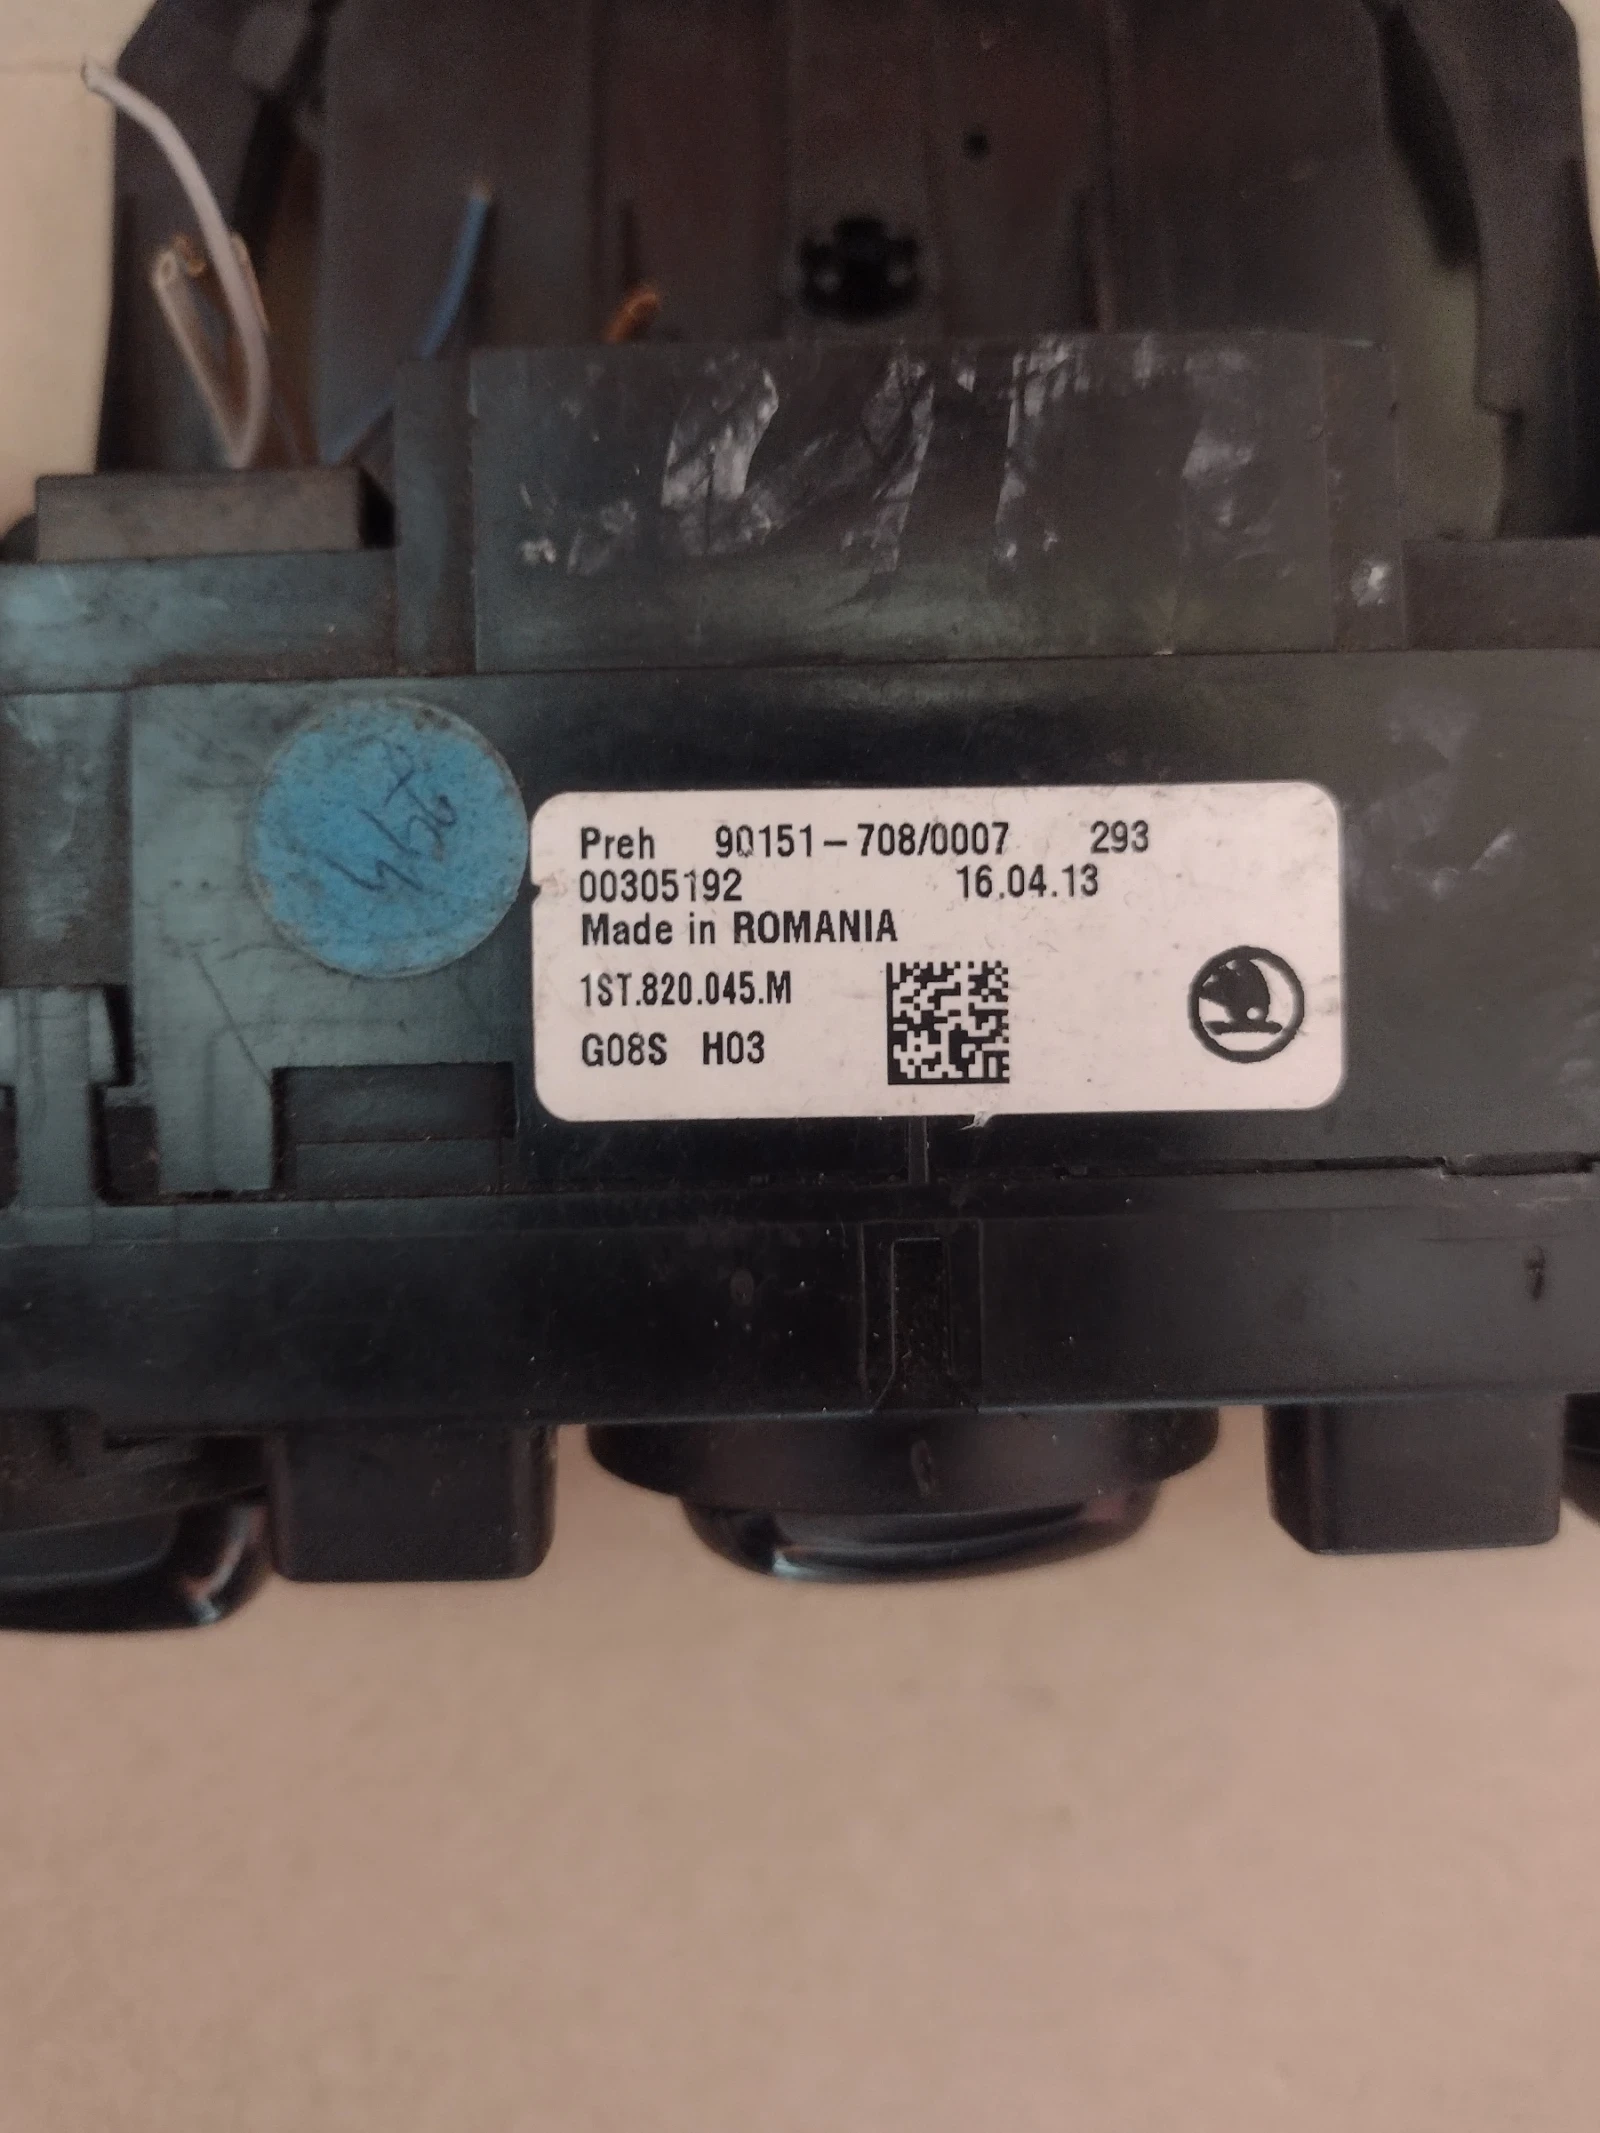 Preh 90151-708/0007 293
00305192 16.04.13
Made in ROMANIA
1ST.820.045.M
G08S H03